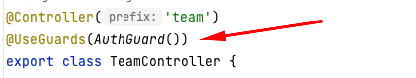 @Controller( prefix: 'team')
@UseGuards(AuthGuard())
export class TeamController {